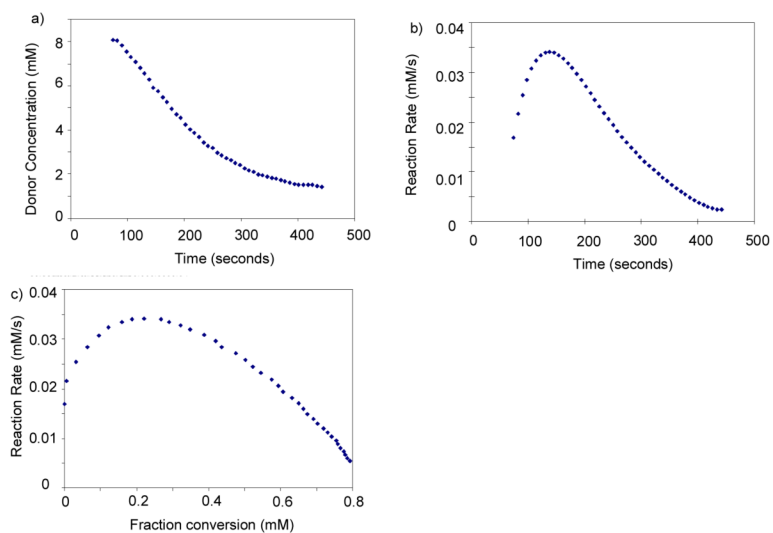 a)
Donor Concentration (mM)
8
6
4
2
0
0 100 200 300 400 500
Time (seconds)
b)
Reaction Rate (mM/s)
0.04
0.03
0.02
0.01
0
0 100 200 300 400 500
Time (seconds)
c)
Reaction Rate (mM/s)
0.04
0.03
0.02
0.01
0
0 0.2 0.4 0.6 0.8
Fraction conversion (mM)